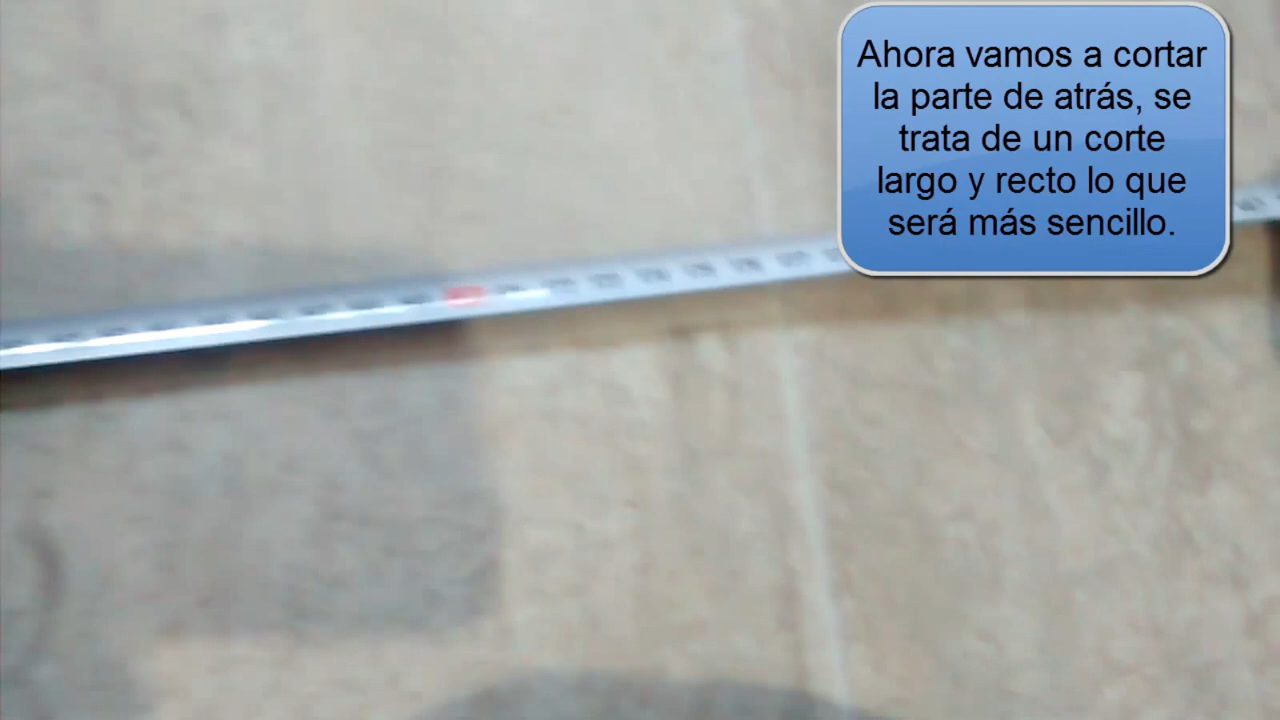 Ahora vamos a cortar
la parte de atrás, se
trata de un corte
largo y recto lo que
será más sencillo.